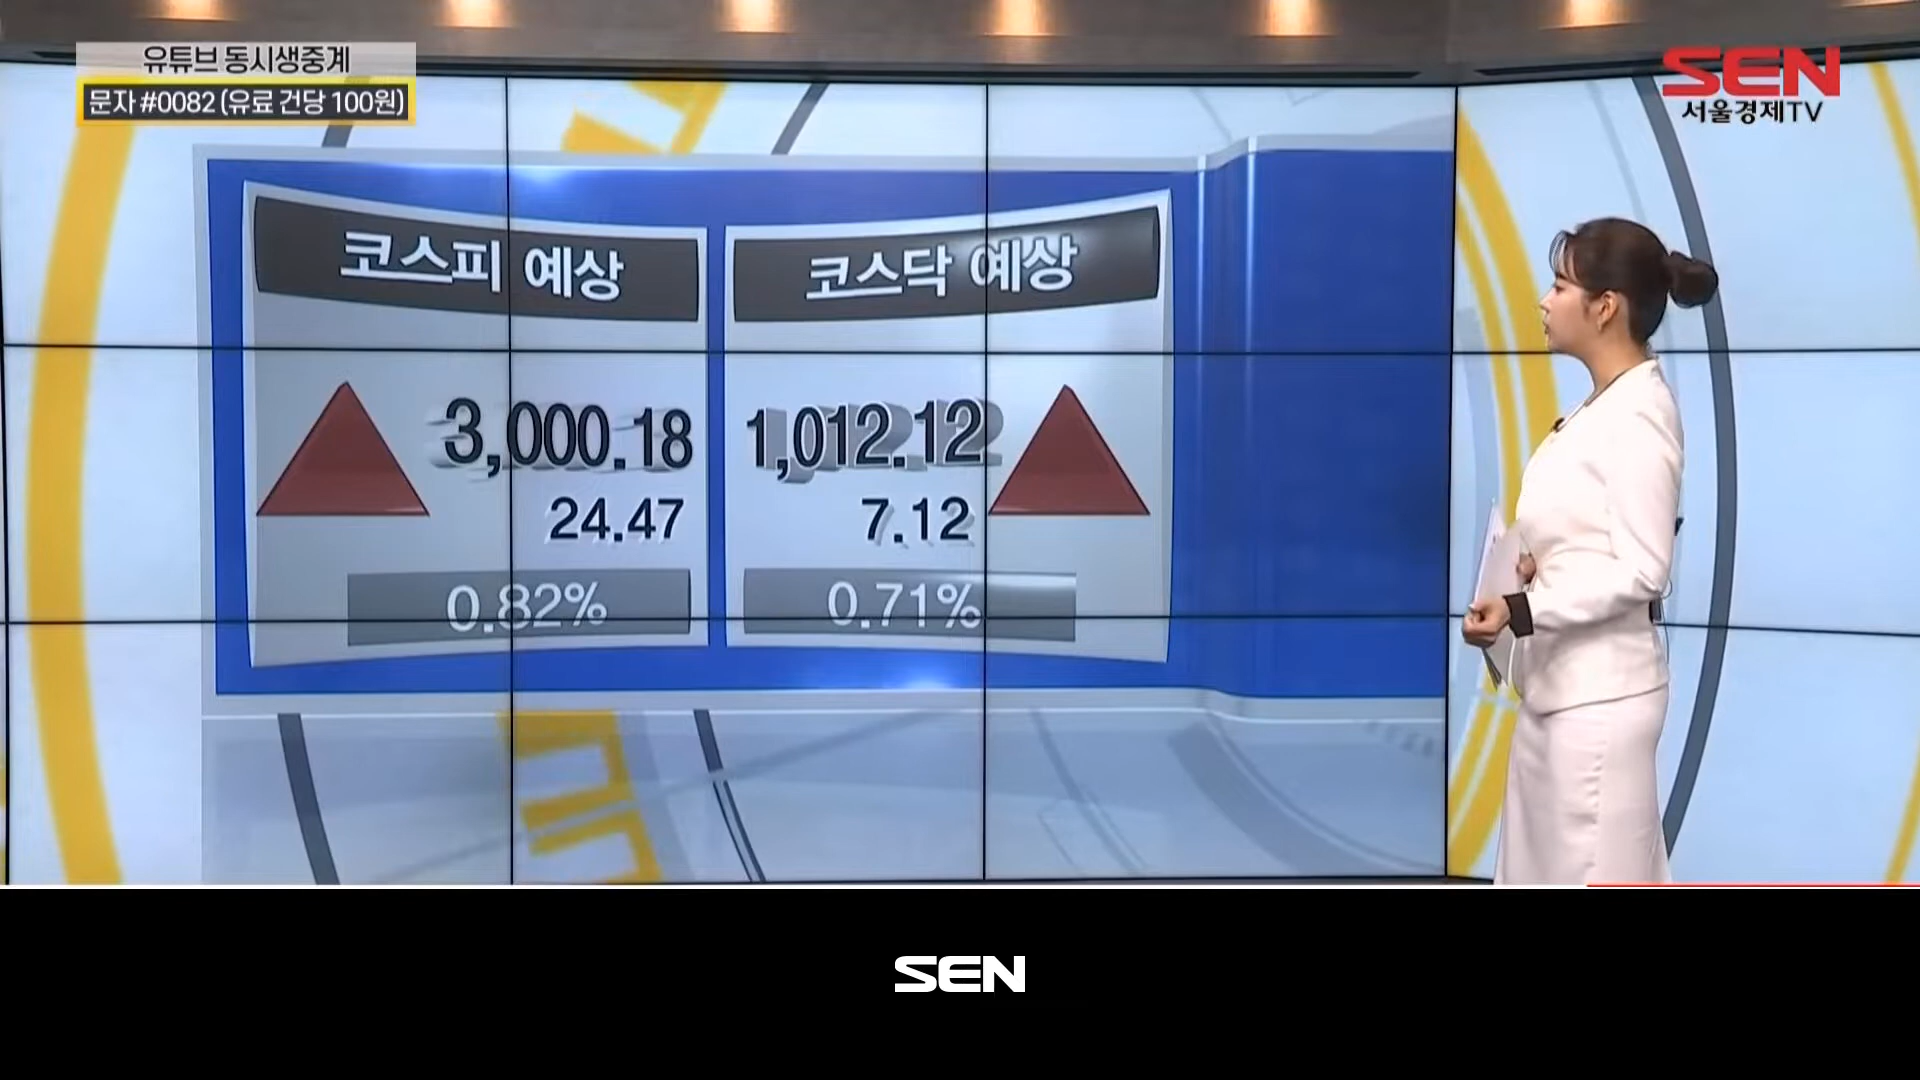 유튜브 동시생중계
문자 #0082 (유료 건당 100원)
SEN
서울경제TV
코스피 예상
3,000.18
24.47
0.82%
코스닥 예상
1,012.12
7.12
0.71%
SEN